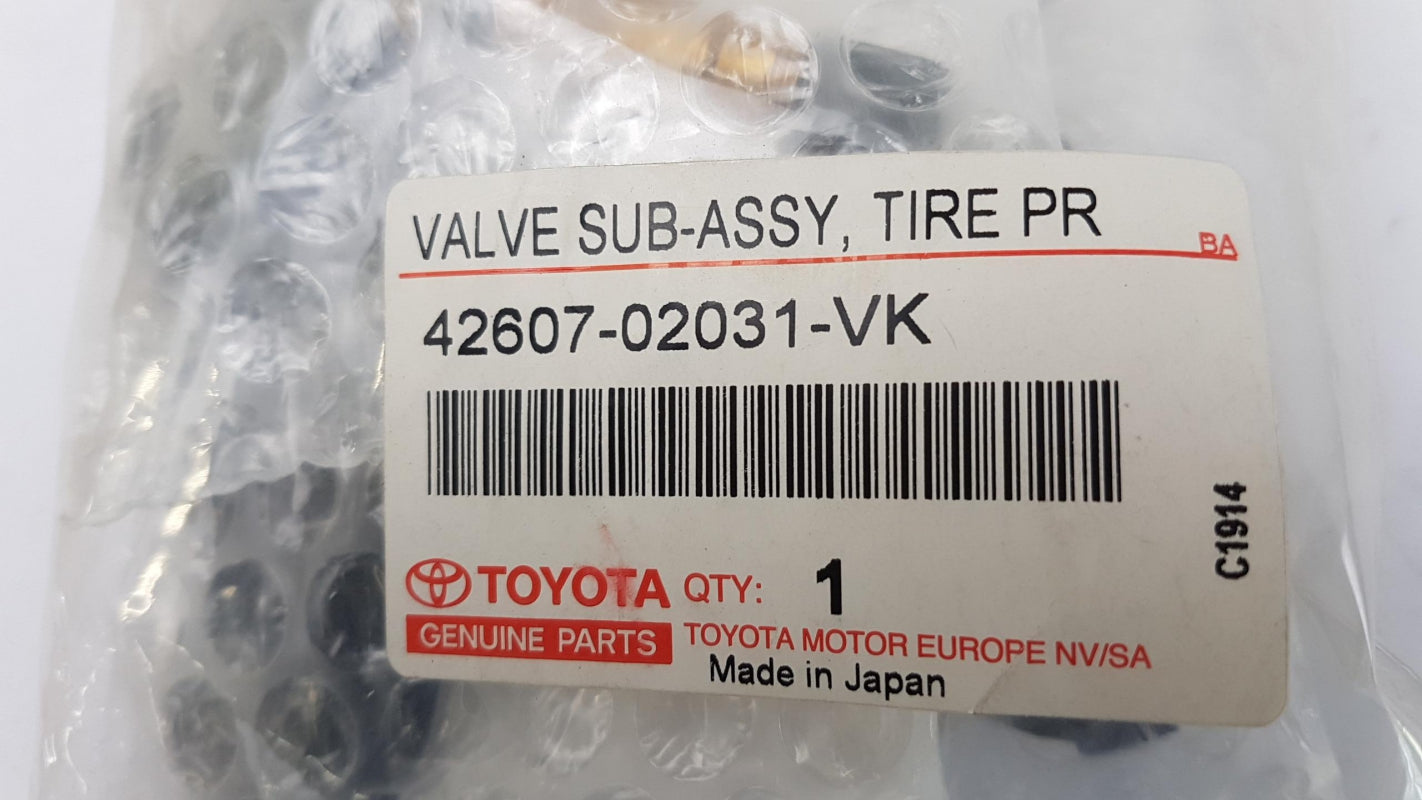 VALVE SUB-ASSY, TIRE PR
BA
42607-02031-VK
C1914
TOYOTA QTY: 1
GENUINE PARTS TOYOTA MOTOR EUROPE NV/SA
Made in Japan